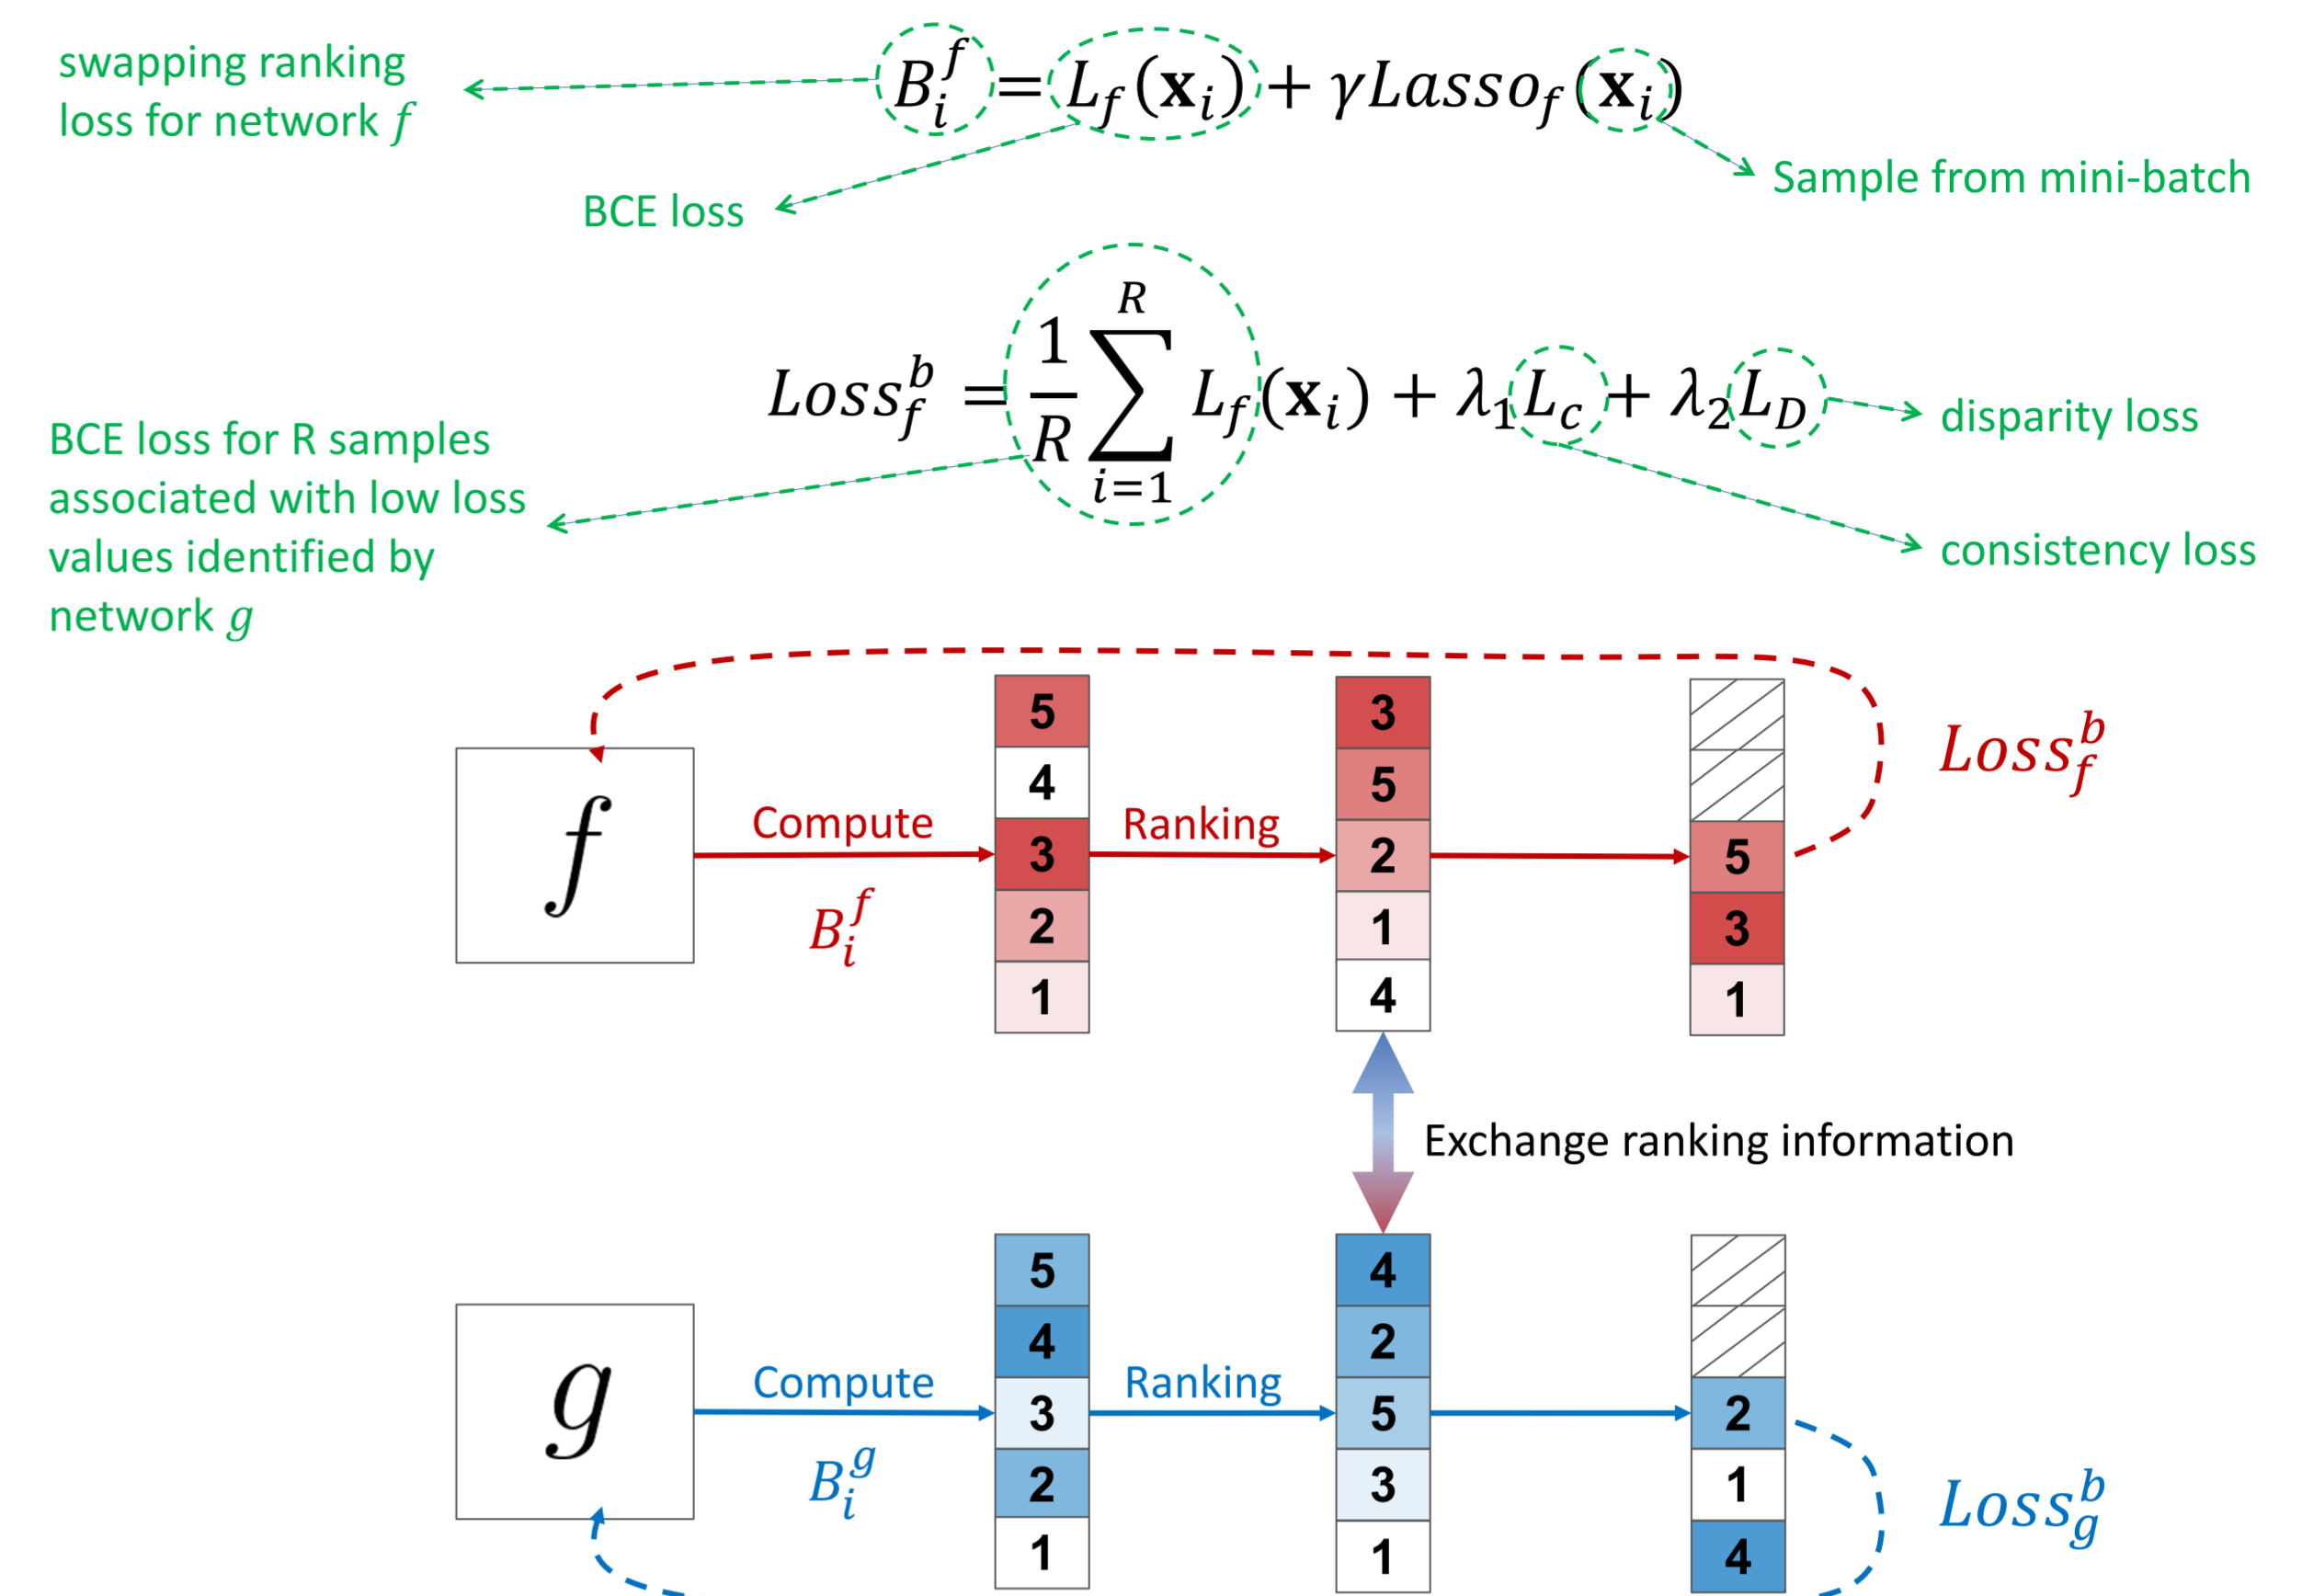 swapping ranking
loss for network f
B_i^f = L_f(x_i) + γLasso_f(x_i)
BCE loss
Sample from mini-batch
Loss_f^b = 1/R ∑_{i=1}^{R} L_f(x_i) + λ_1 L_c + λ_2 L_D
disparity loss
consistency loss
BCE loss for R samples
associated with low loss
values identified by
network g
f
Compute
B_i^f
5
4
3
2
1
Ranking
3
5
2
1
4
5
3
1
Loss_f^b
Exchange ranking information
g
Compute
B_i^g
5
4
3
2
1
Ranking
4
2
5
3
1
2
1
4
Loss_g^b